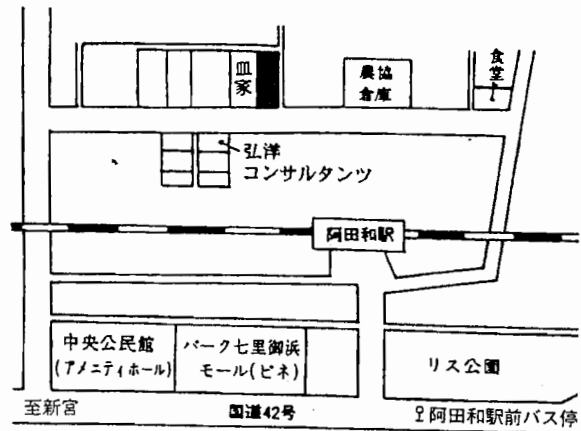 皿家
農協
倉庫
食堂
弘洋
コンサルタンツ
阿田和駅
中央公民館
(アメニティホール)
パーク七里御浜
モール(ピネ)
リス公園
至新宮
国道42号
阿田和駅前バス停